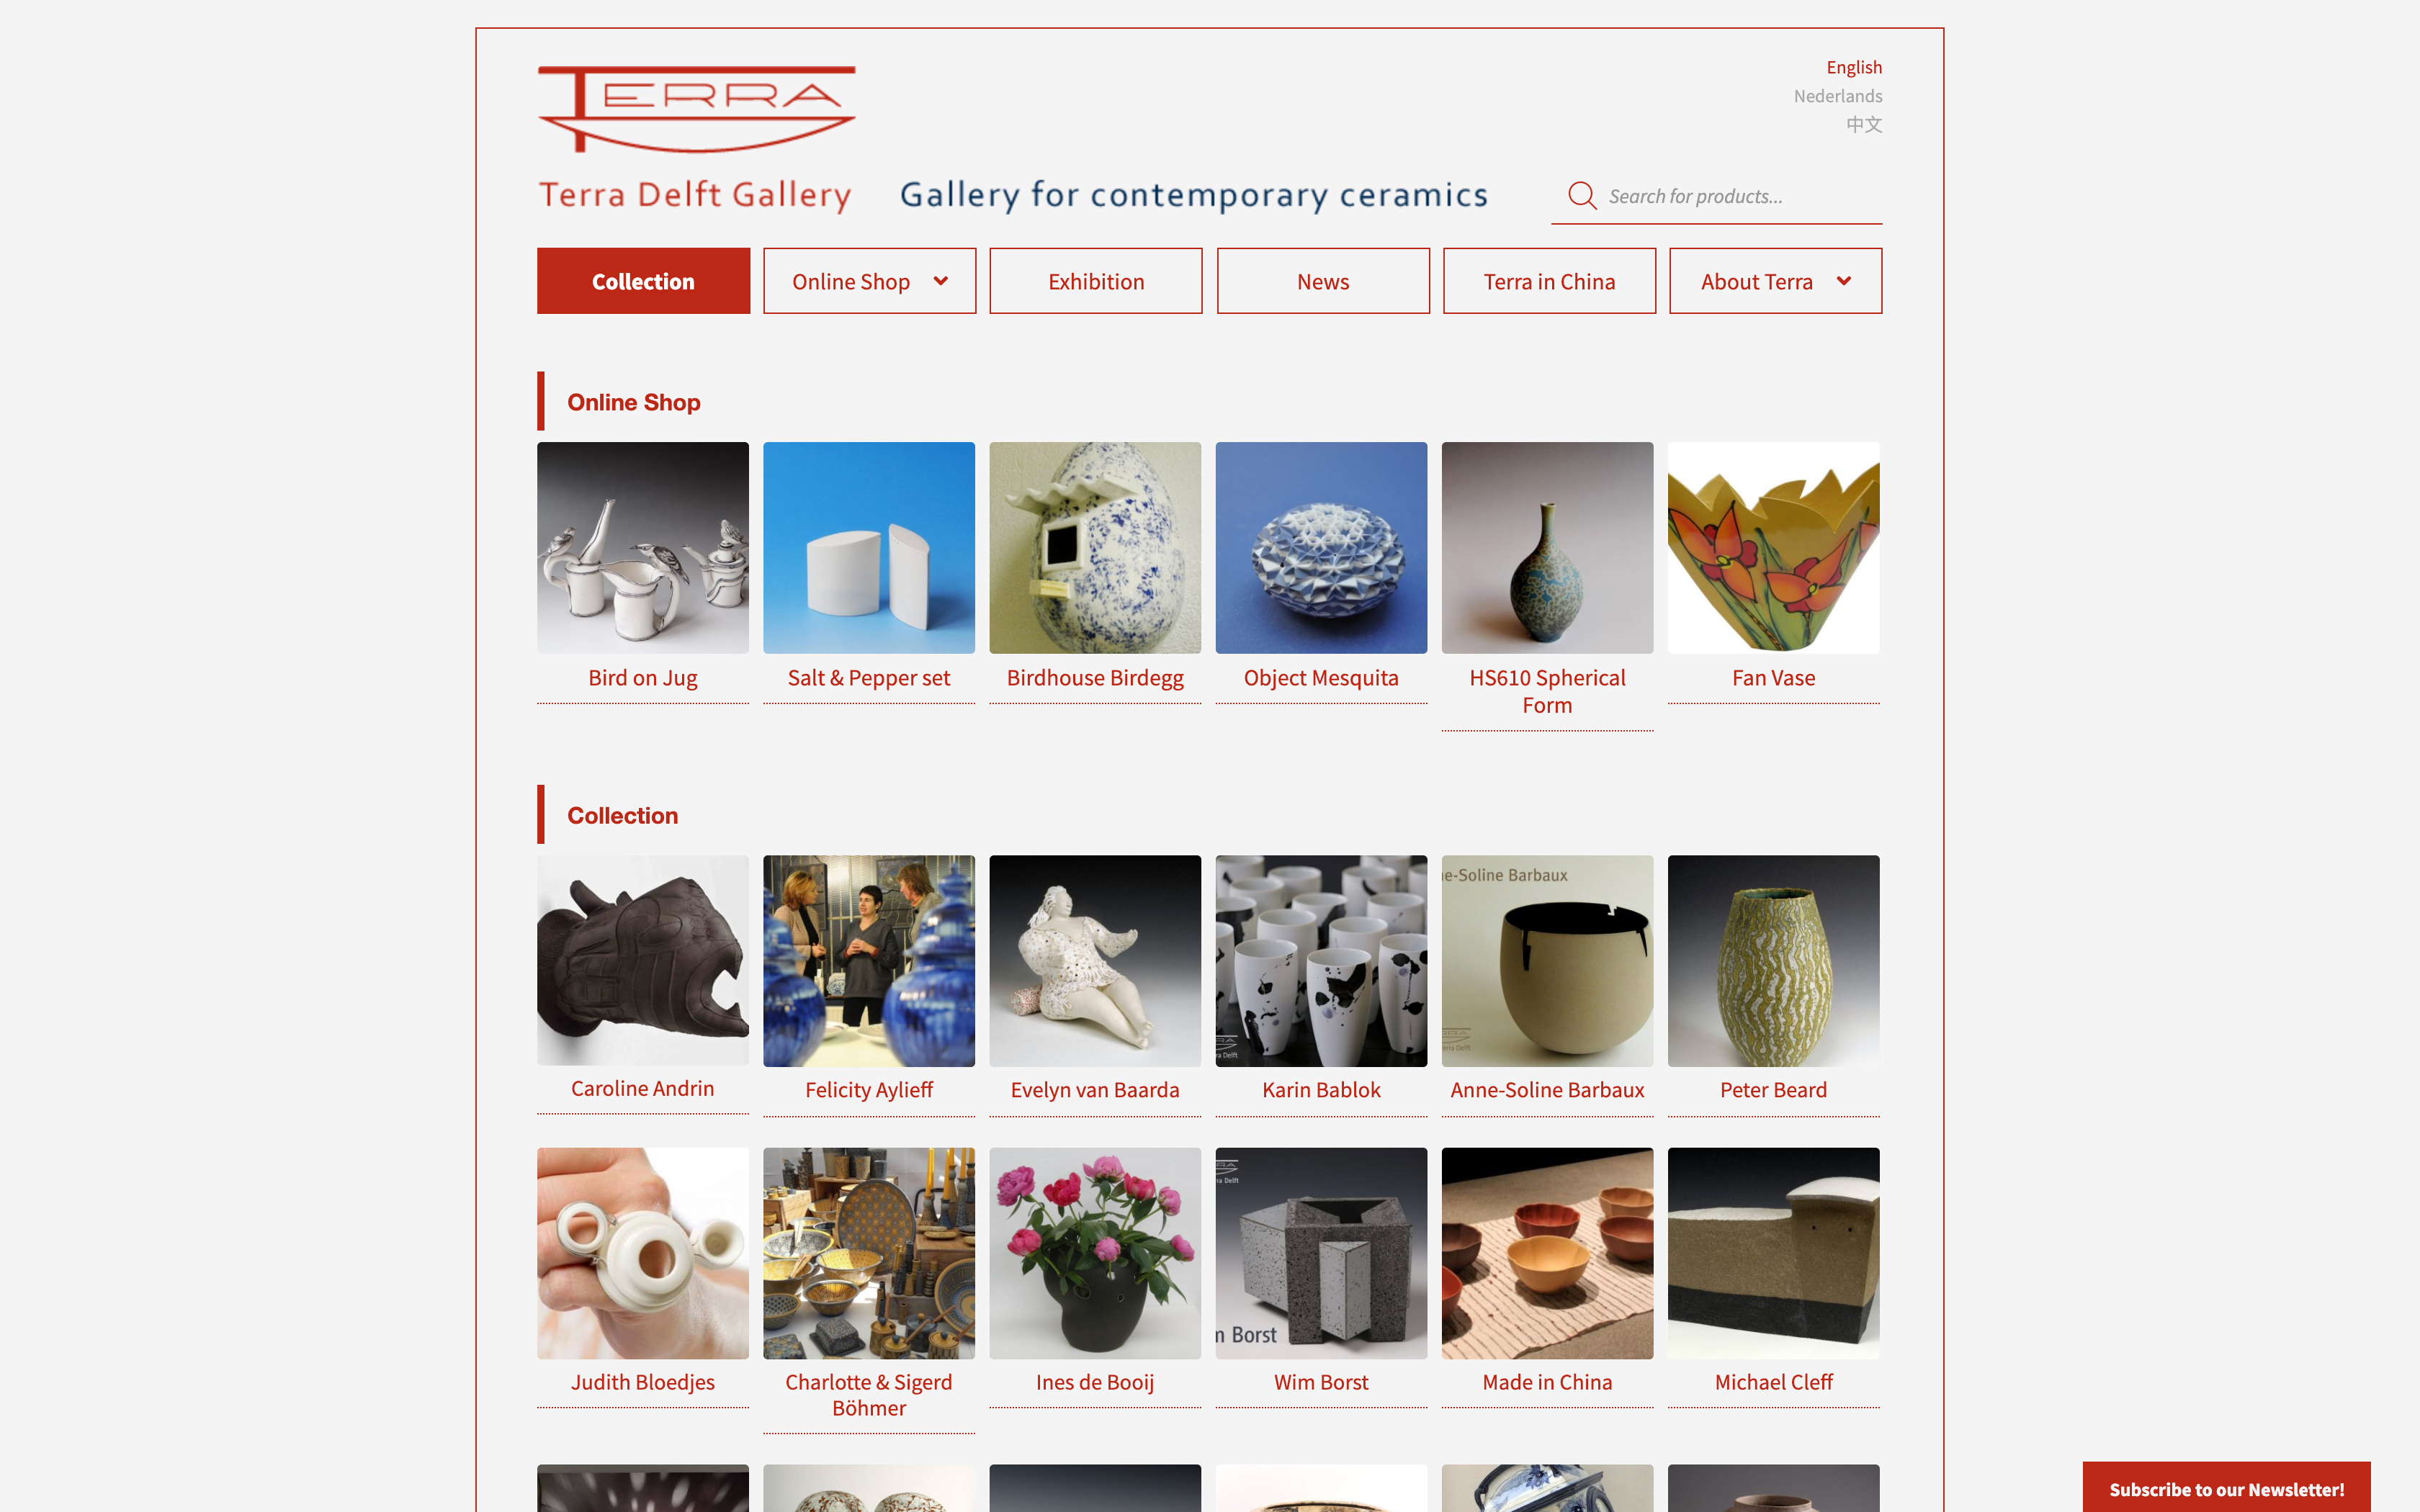 TERRA
English
Nederlands
中文
Terra Delft Gallery
Gallery for contemporary ceramics
Search for products...
Collection
Online Shop
Exhibition
News
Terra in China
About Terra
Online Shop
Bird on Jug
Salt & Pepper set
Birdhouse Birdegg
Object Mesquita
HS610 Spherical
Form
Fan Vase
Collection
e-Soline Barbaux
Caroline Andrin
Felicity Aylieff
Evelyn van Baarda
Karin Bablok
Anne-Soline Barbaux
Peter Beard
m Borst
Judith Bloedjes
Charlotte & Sigerd
Böhmer
Ines de Booij
Wim Borst
Made in China
Michael Cleff
Subscribe to our Newsletter!